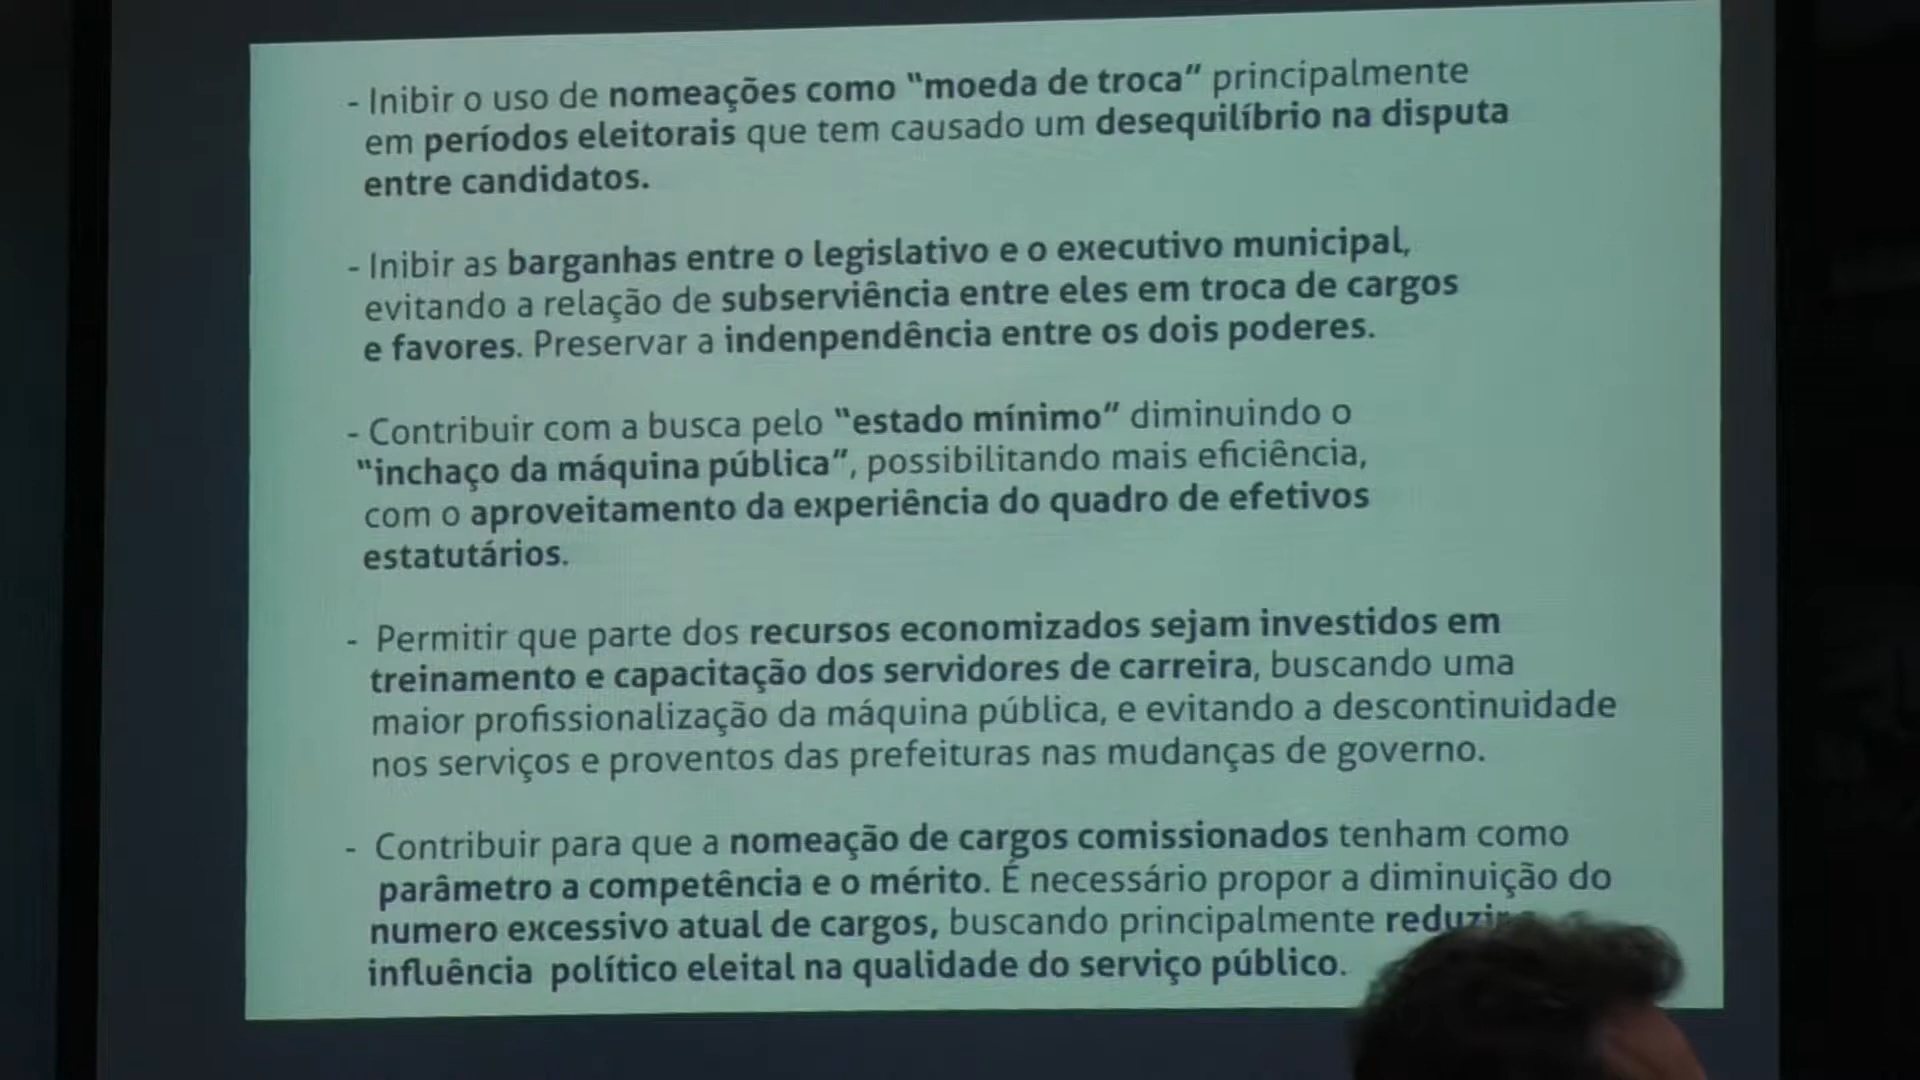 - Inibir o uso de nomeações como "moeda de troca" principalmente
em períodos eleitorais que tem causado um desequilíbrio na disputa
entre candidatos.
- Inibir as barganhas entre o legislativo e o executivo municipal,
evitando a relação de subserviência entre eles em troca de cargos
e favores. Preservar a indenpendência entre os dois poderes.
- Contribuir com a busca pelo "estado mínimo" diminuindo o
"inchaço da máquina pública", possibilitando mais eficiência,
com o aproveitamento da experiência do quadro de efetivos
estatutários.
- Permitir que parte dos recursos economizados sejam investidos em
treinamento e capacitação dos servidores de carreira, buscando uma
maior profissionalização da máquina pública, e evitando a descontinuidade
nos serviços e proventos das prefeituras nas mudanças de governo.
- Contribuir para que a nomeação de cargos comissionados tenham como
parâmetro a competência e o mérito. É necessário propor a diminuição do
numero excessivo atual de cargos, buscando principalmente reduzir
influência político eleital na qualidade do serviço público.